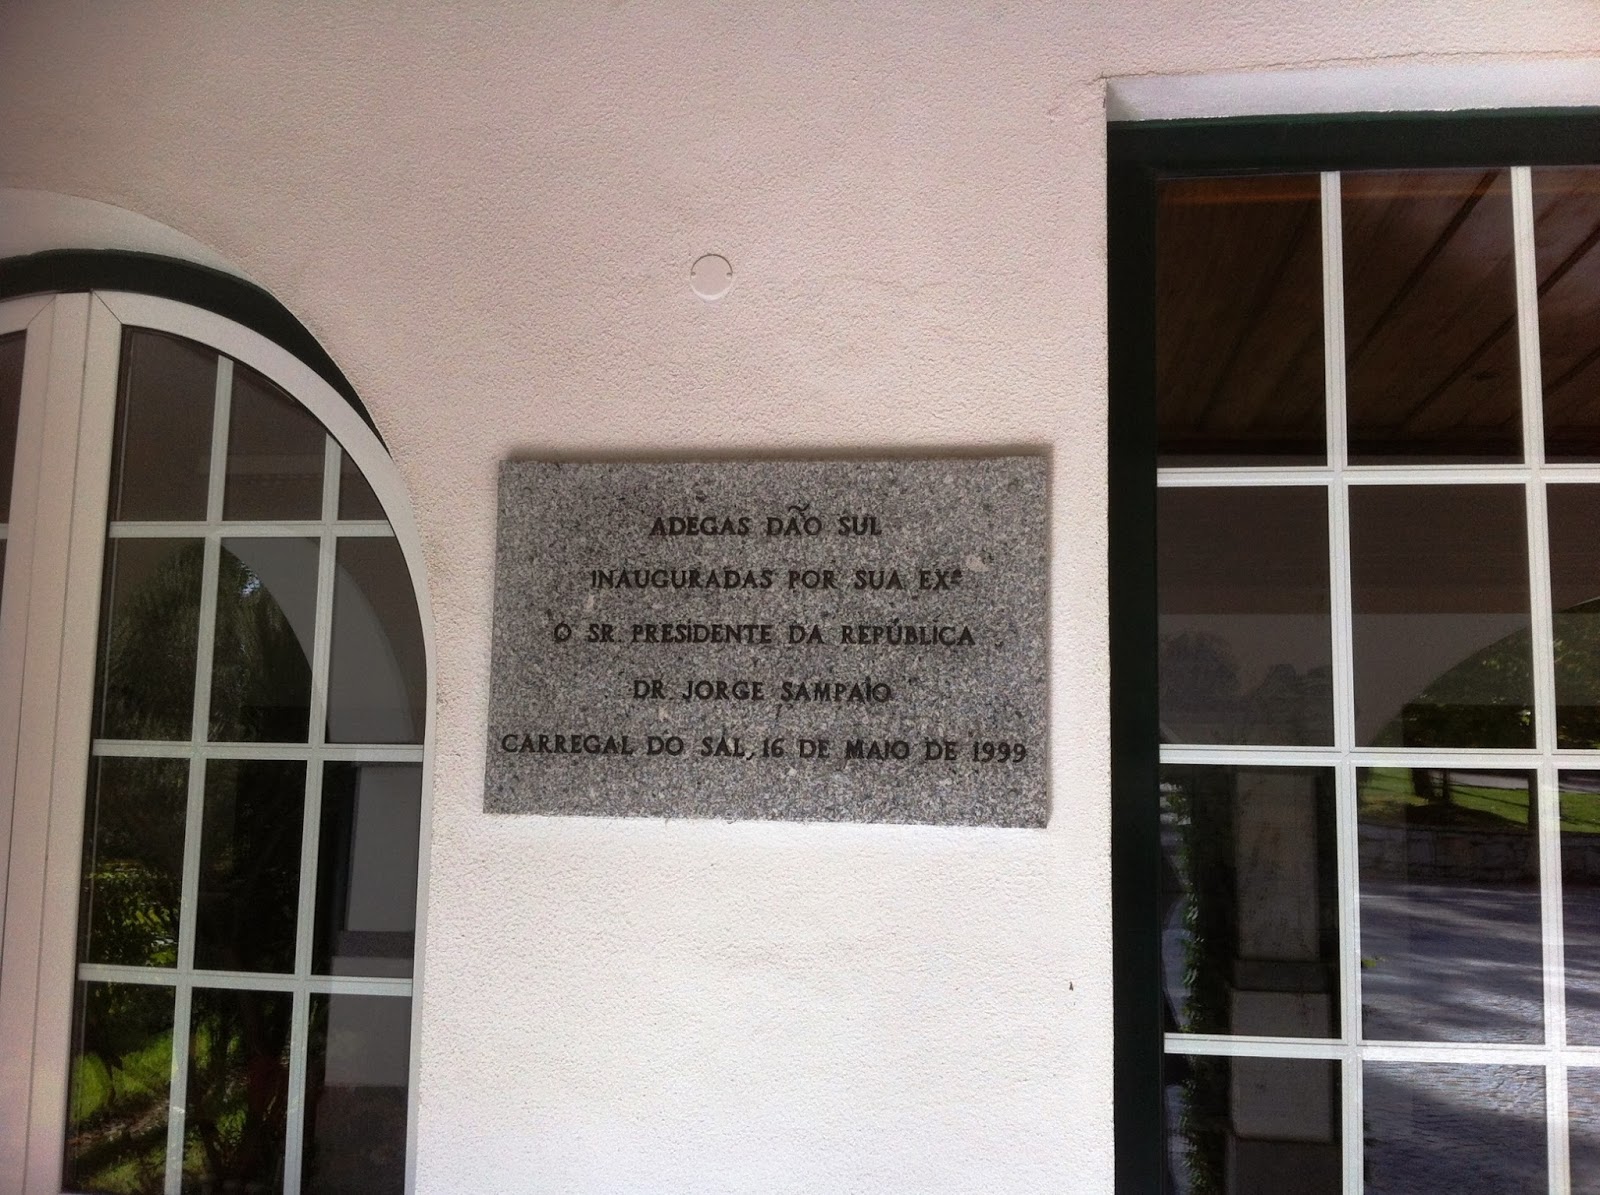 ADEGAS DÃO SUL
INAUGURADAS POR SUA EXª
O SR. PRESIDENTE DA REPÚBLICA
DR JORGE SAMPAIO
CARREGAL DO SAL, 16 DE MAIO DE 1999